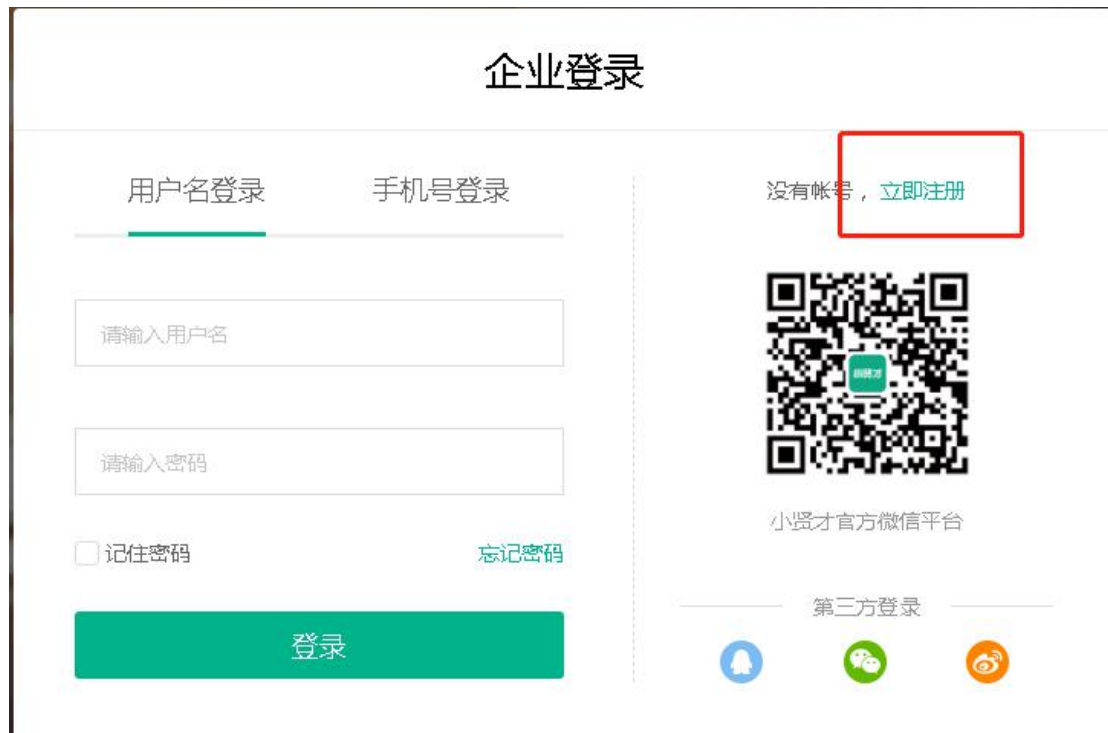 企业登录
用户名登录 手机号登录
请输入用户名
请输入密码
记住密码 忘记密码
登录
没有帐号，立即注册
小贤才
小贤才官方微信平台
第三方登录